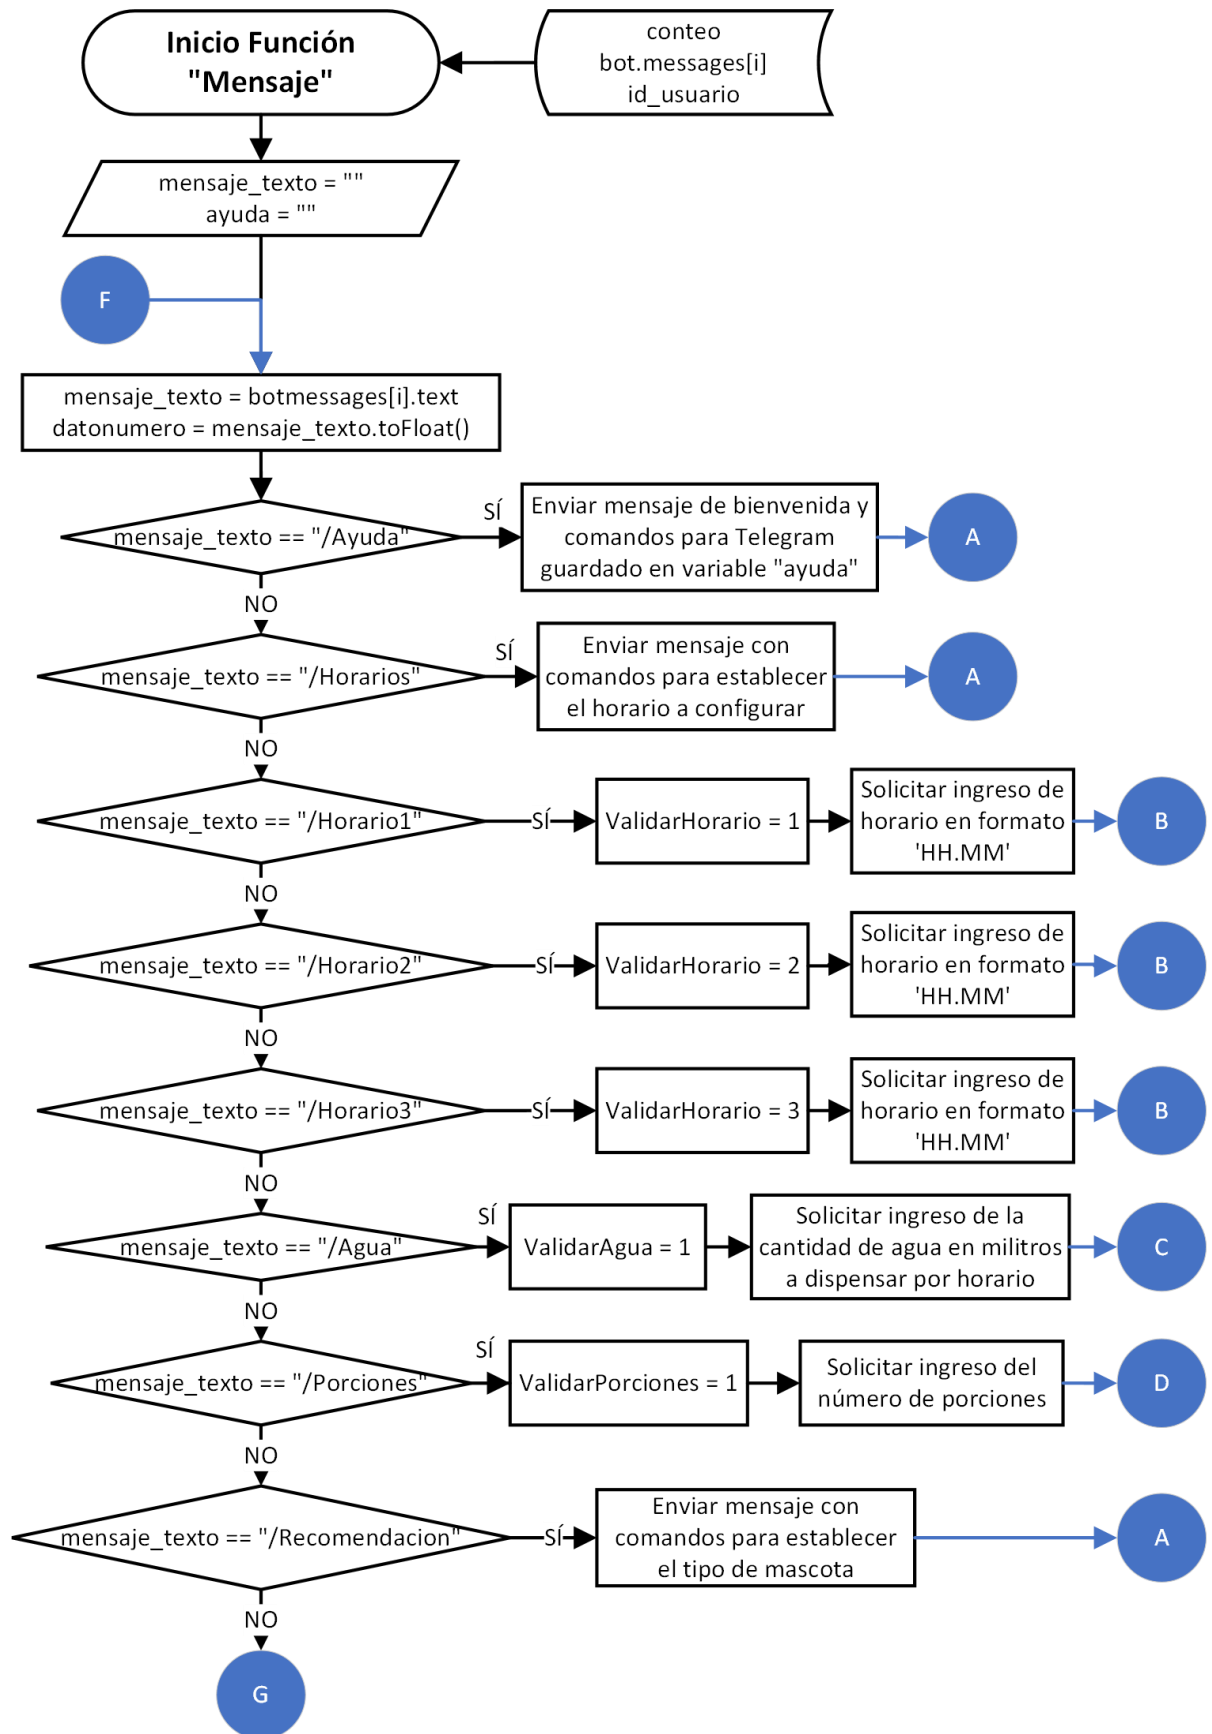 Inicio Función
"Mensaje"
conteo
bot.messages[i]
id_usuario
mensaje_texto = ""
ayuda = ""
F
mensaje_texto = botmessages[i].text
datonumero = mensaje_texto.toFloat()
mensaje_texto == "/Ayuda"
SÍ
Enviar mensaje de bienvenida y
comandos para Telegram
guardado en variable "ayuda"
A
NO
mensaje_texto == "/Horarios"
SÍ
Enviar mensaje con
comandos para establecer
el horario a configurar
A
NO
mensaje_texto == "/Horario1"
SÍ
ValidarHorario = 1
Solicitar ingreso de
horario en formato
'HH.MM'
B
NO
mensaje_texto == "/Horario2"
SÍ
ValidarHorario = 2
Solicitar ingreso de
horario en formato
'HH.MM'
B
NO
mensaje_texto == "/Horario3"
SÍ
ValidarHorario = 3
Solicitar ingreso de
horario en formato
'HH.MM'
B
NO
mensaje_texto == "/Agua"
SÍ
ValidarAgua = 1
Solicitar ingreso de la
cantidad de agua en militros
a dispensar por horario
C
NO
mensaje_texto == "/Porciones"
SÍ
ValidarPorciones = 1
Solicitar ingreso del
número de porciones
D
NO
mensaje_texto == "/Recomendacion"
SÍ
Enviar mensaje con
comandos para establecer
el tipo de mascota
A
NO
G